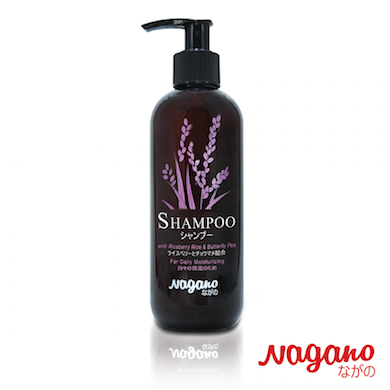 SHAMPOO
シャンプー
with Riceberry Rice & Butterfly Pea
ライスベリーとチョウマメ配合
For Daily Moisturizing
日々の保湿のため
Nagano
ながの
Nagano
ながの